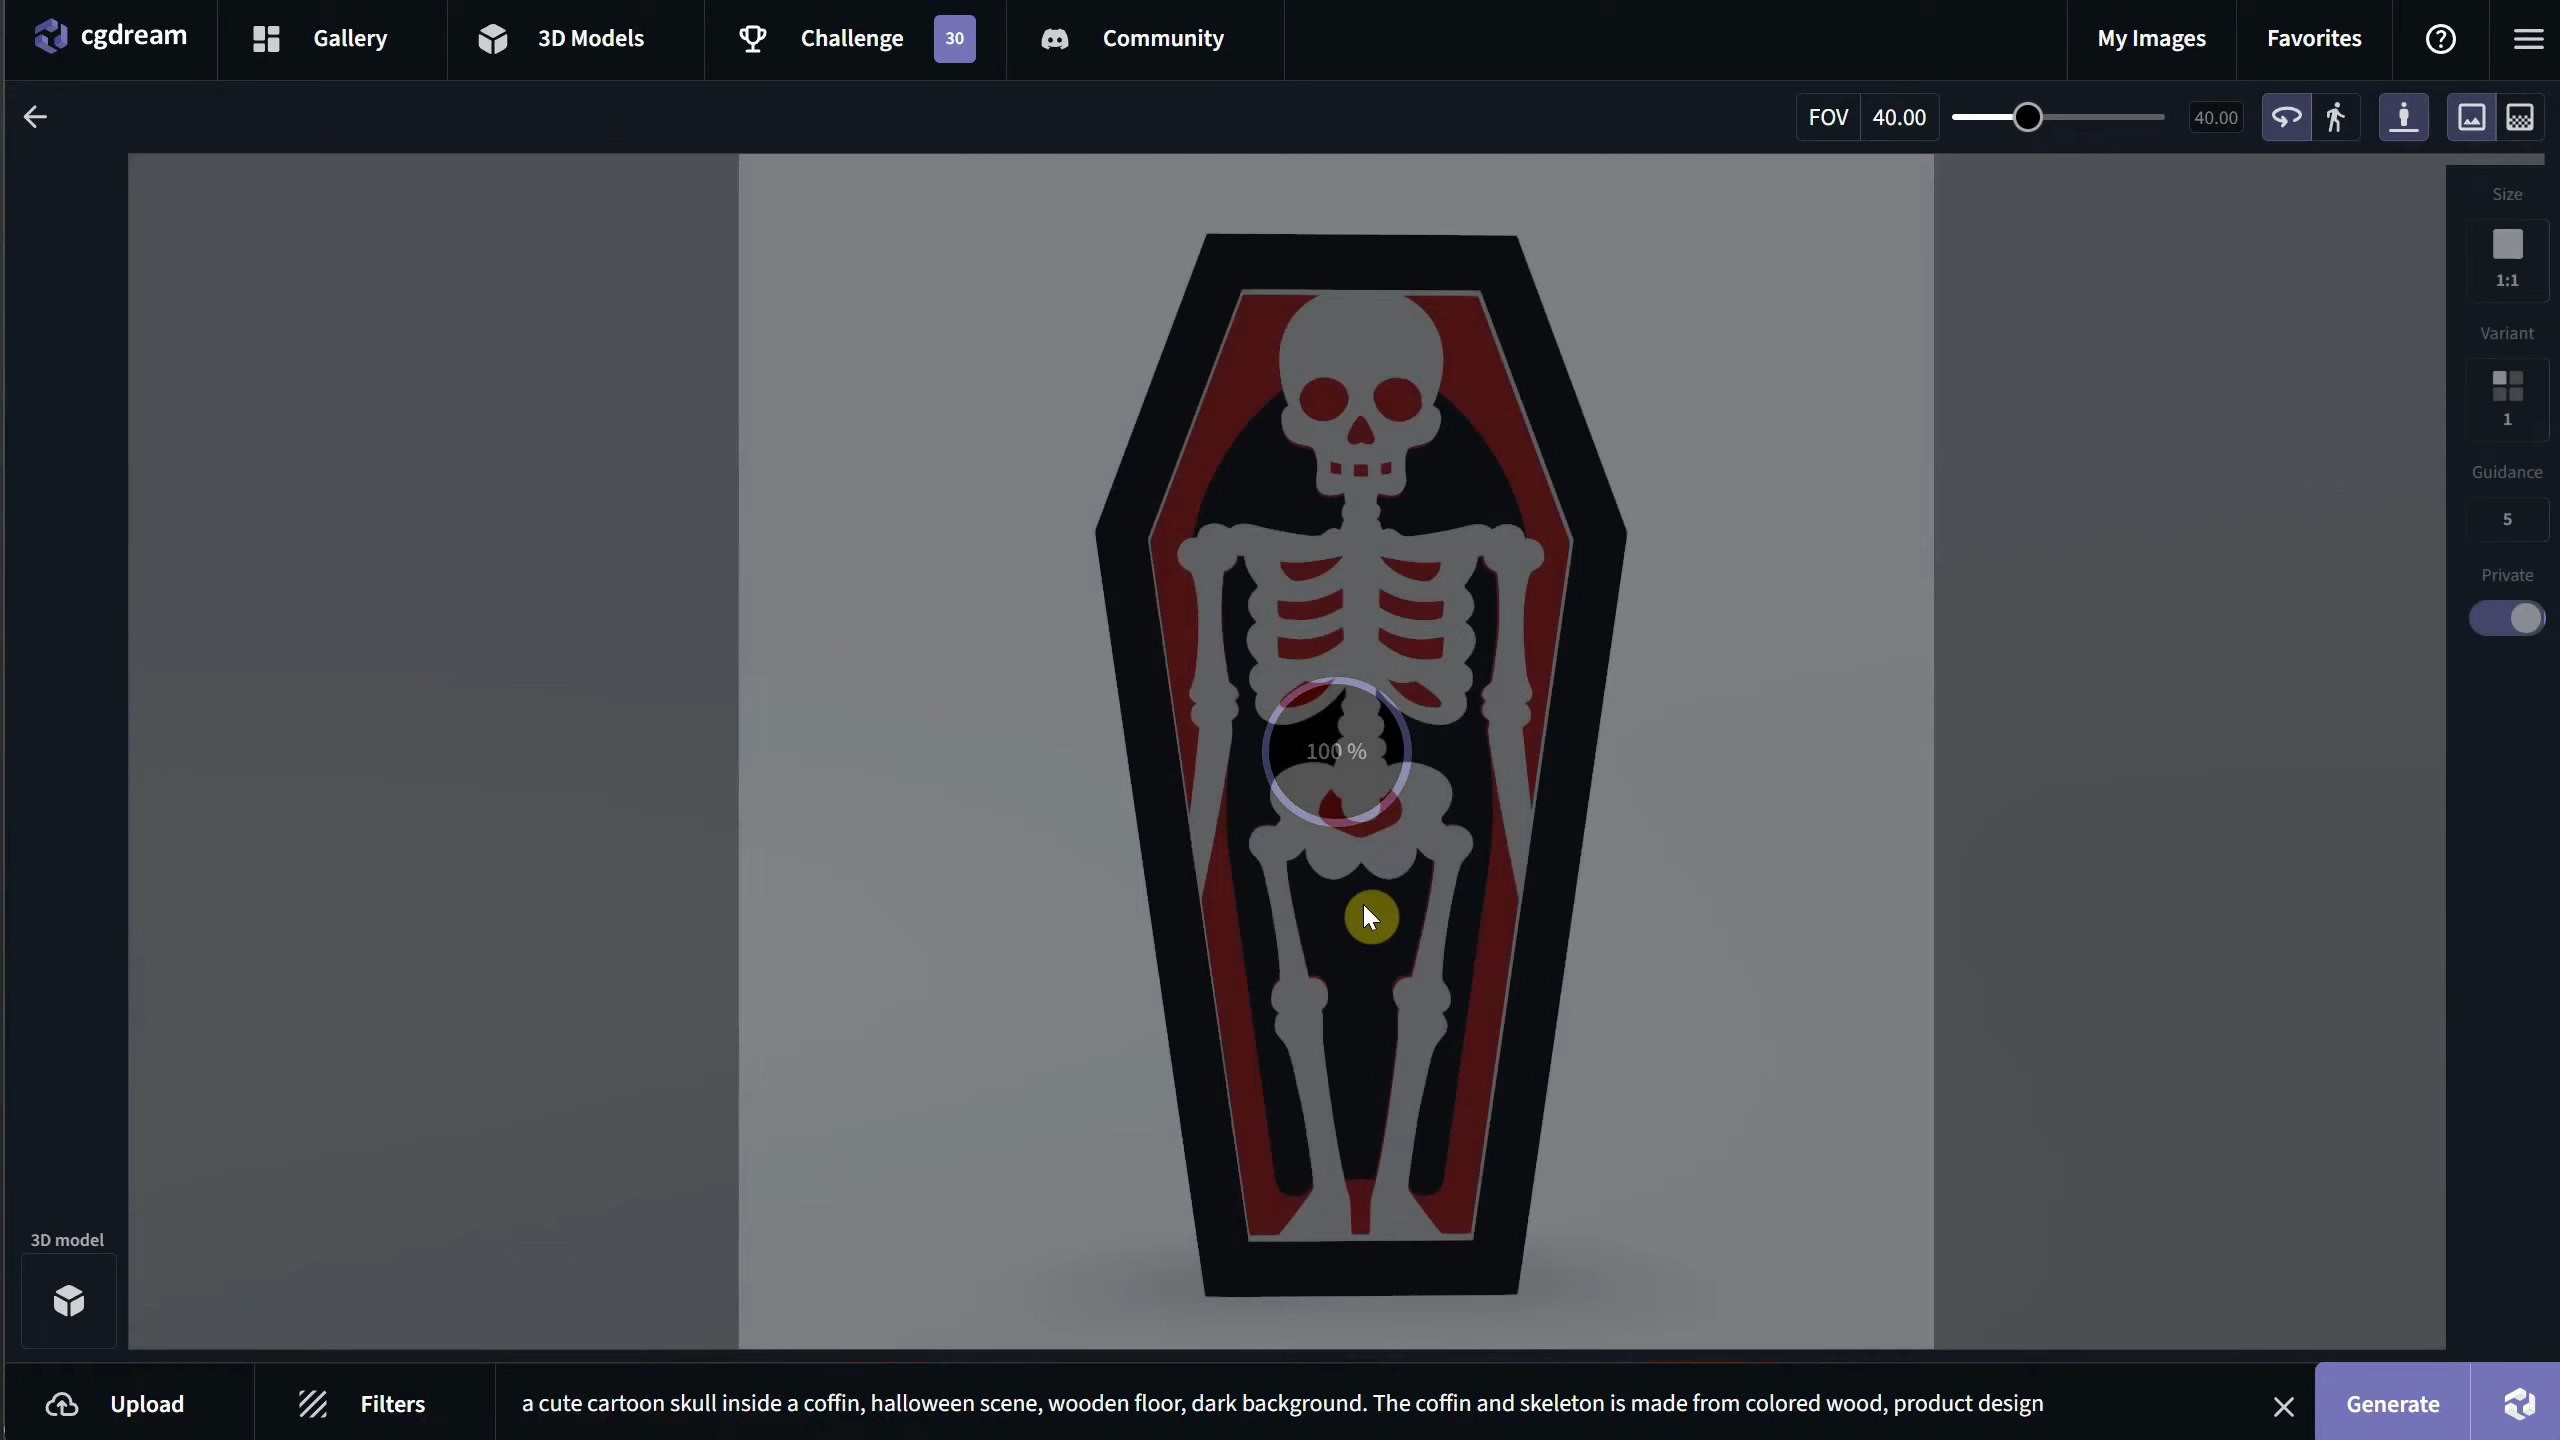 cgdream
Gallery
3D Models
Challenge
30
Community
My Images
Favorites
FOV
40.00
40.00
Size
1:1
Variant
1
Guidance
5
Private
100 %
3D model
Upload
Filters
a cute cartoon skull inside a coffin, halloween scene, wooden floor, dark background. The coffin and skeleton is made from colored wood, product design
Generate